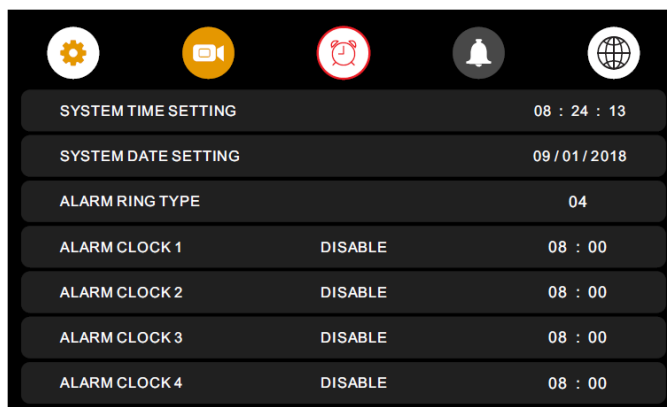 SYSTEM TIME SETTING 08 : 24 : 13
SYSTEM DATE SETTING 09/01/2018
ALARM RING TYPE 04
ALARM CLOCK 1 DISABLE 08 : 00
ALARM CLOCK 2 DISABLE 08 : 00
ALARM CLOCK 3 DISABLE 08 : 00
ALARM CLOCK 4 DISABLE 08 : 00